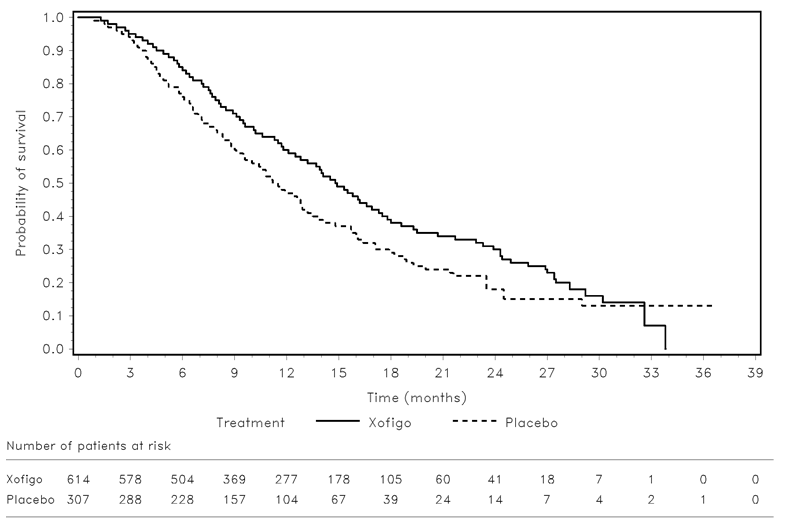 1.0
0.9
0.8
0.7
0.6
0.5
0.4
0.3
0.2
0.1
0.0
Probability of survival
0 3 6 9 12 15 18 21 24 27 30 33 36 39
Time (months)
Treatment Xofigo Placebo
Number of patients at risk
Xofigo 614 578 504 369 277 178 105 60 41 18 7 1 0 0
Placebo 307 288 228 157 104 67 39 24 14 7 4 2 1 0